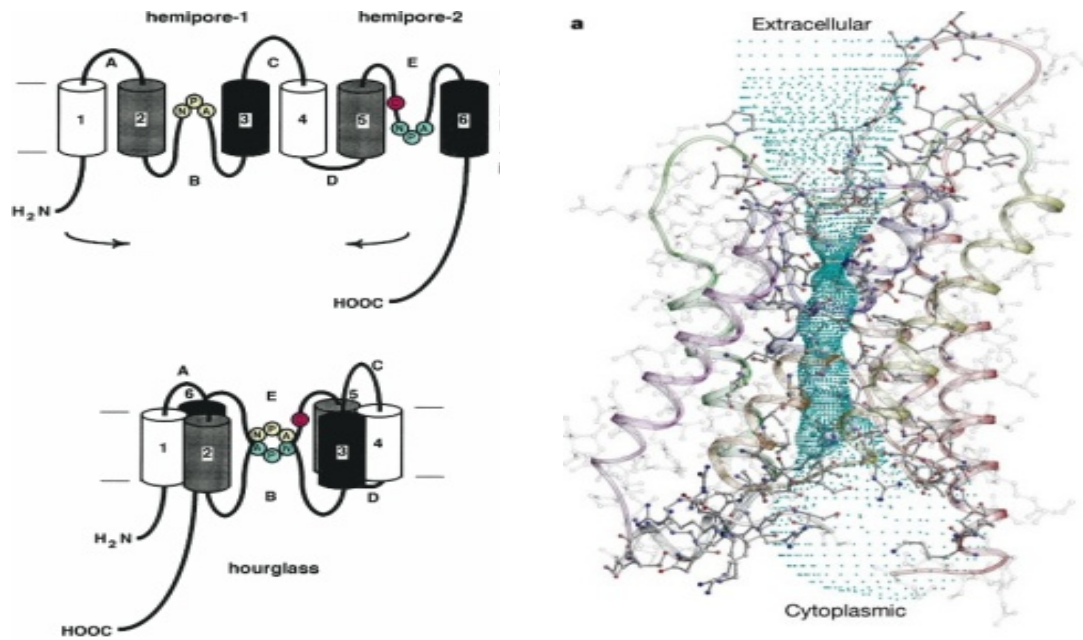 hemipore-1
hemipore-2
A
C
E
N P A
C
N P A
1
2
3
4
5
6
B
D
H2N
HOOC
A
C
6
E
5
N P A
A P N
1
2
3
4
B
D
H2N
hourglass
HOOC
a
Extracellular
Cytoplasmic